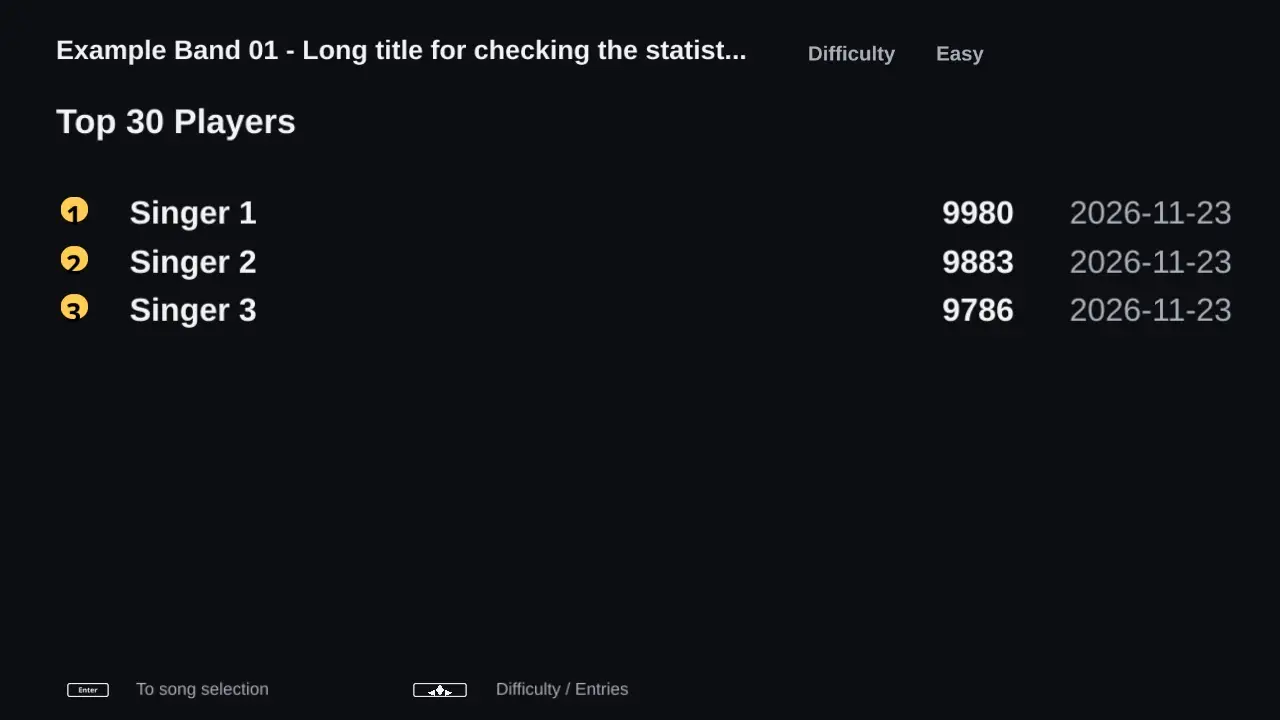 Example Band 01 - Long title for checking the statist... Difficulty Easy
Top 30 Players
1 Singer 1 9980 2026-11-23
2 Singer 2 9883 2026-11-23
3 Singer 3 9786 2026-11-23
Enter To song selection Difficulty / Entries